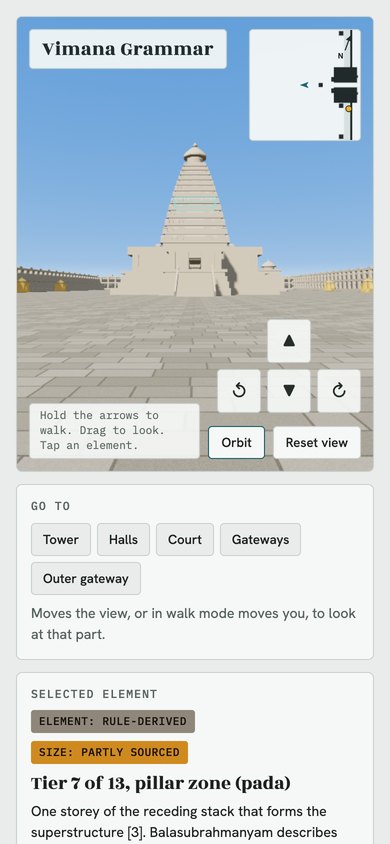 Vimana Grammar
N
Hold the arrows to
walk. Drag to look.
Tap an element.
Orbit
Reset view
GO TO
Tower
Halls
Court
Gateways
Outer gateway
Moves the view, or in walk mode moves you, to look
at that part.
SELECTED ELEMENT
ELEMENT: RULE-DERIVED
SIZE: PARTLY SOURCED
Tier 7 of 13, pillar zone (pada)
One storey of the receding stack that forms the
superstructure [3]. Balasubrahmanyam describes